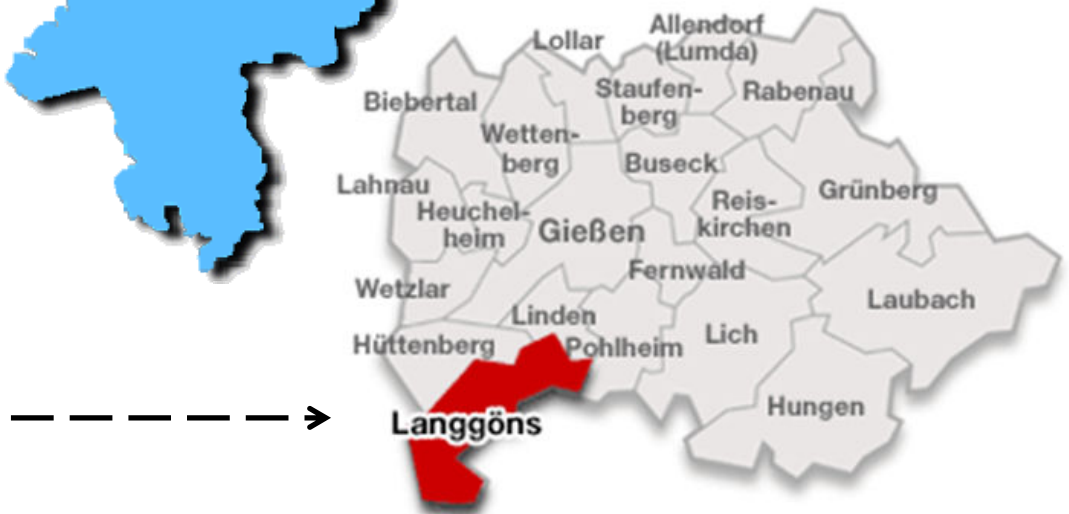 Allendorf
(Lumda)
Lollar
Staufen-
berg
Rabenau
Biebertal
Wetten-
berg
Buseck
Lahnau
Grünberg
Heuchel-
heim
Reis-
kirchen
Gießen
Fernwald
Wetzlar
Laubach
Linden
Lich
Hüttenberg
Pohlheim
Hungen
Langgöns